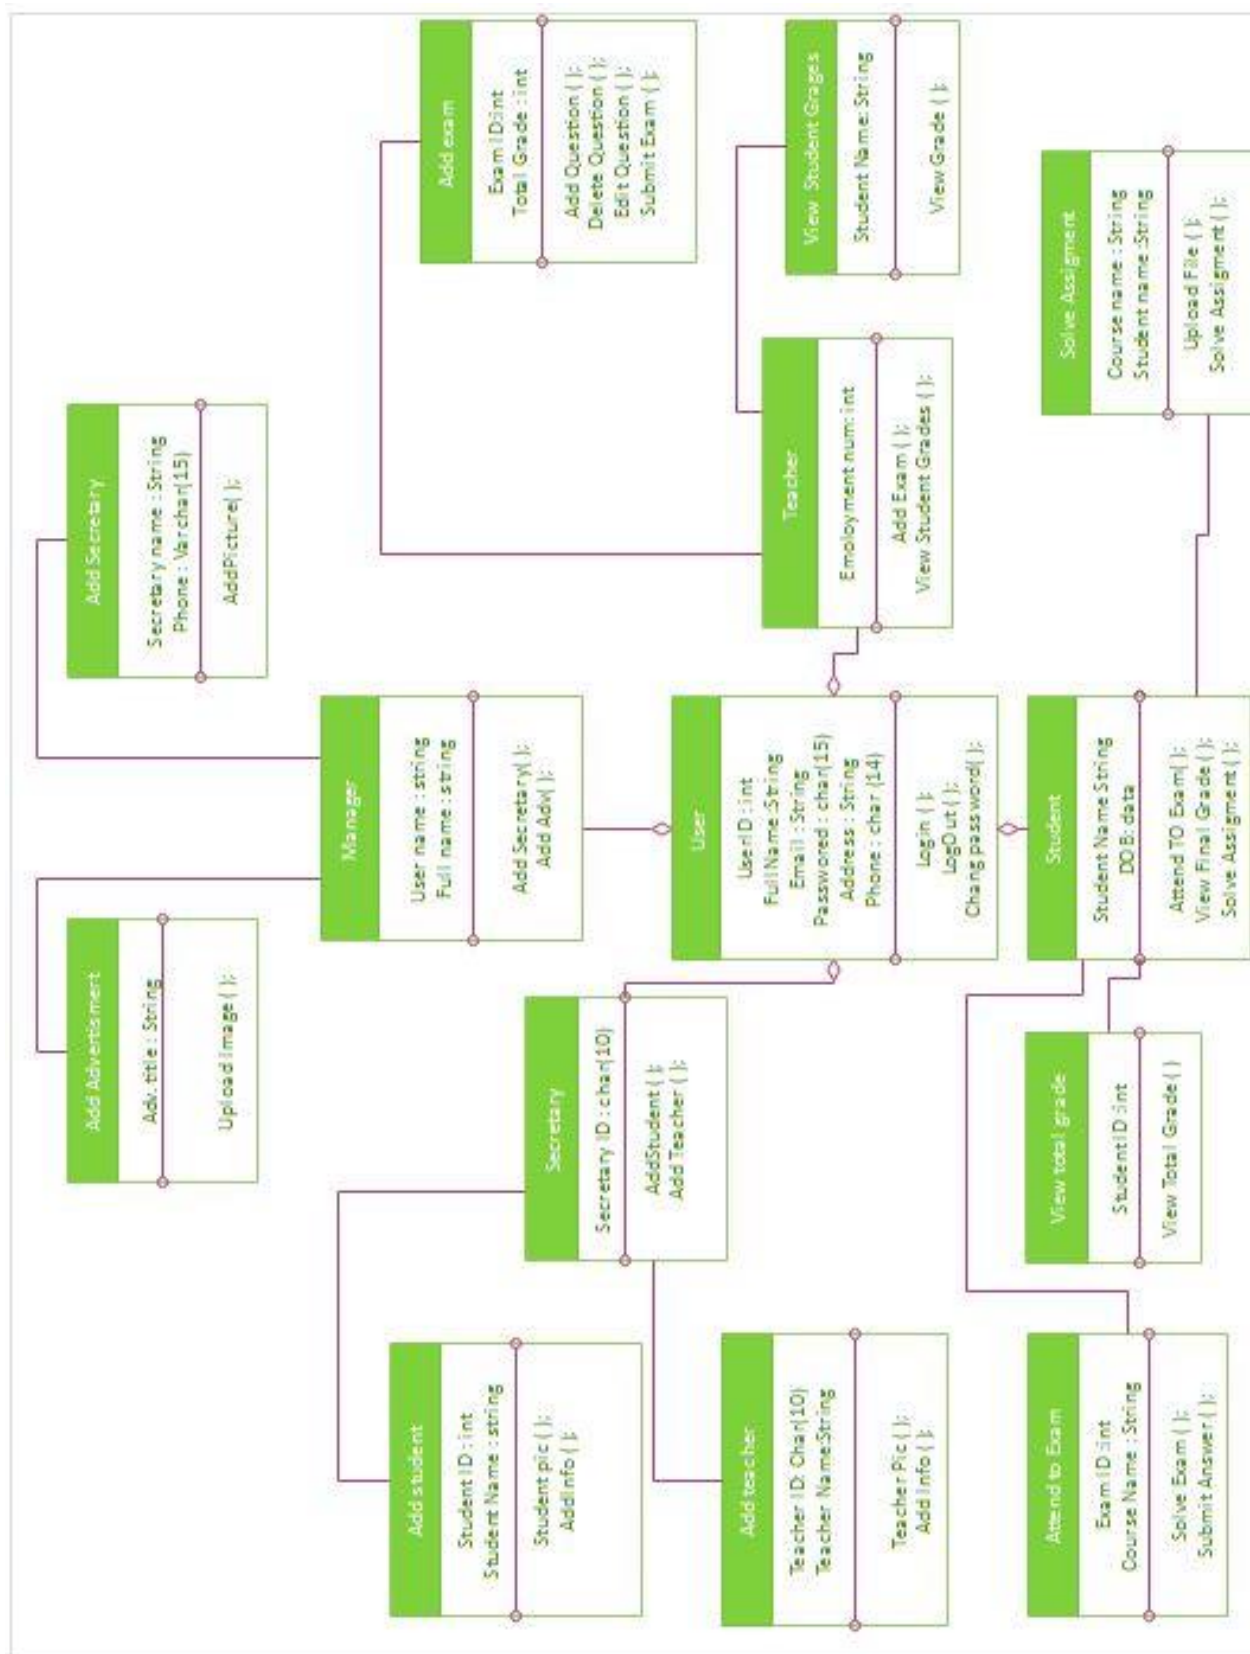 Add Advertisment
Adv. title : String
Upload Image ( );
Add Secretary
Secretary name : String
Phone : Varchar(15)
AddPicture( );
Manager
User name : string
Full name : string
Add Secretary( );
Add Adv( );
Add student
Student ID : int
Student Name : string
Student pic ( );
Add Info ( );
Secretary
Secretary ID : char(10)
AddStudent ( );
Add Teacher ( );
Add exam
Exam ID:int
Total Grade : int
Add Question ( );
Delete Question ( );
Edit Question ( );
Submit Exam ( );
User
UserID : int
Full Name:String
Email : String
Passwored : char(15)
Address : String
Phone : char (14)
Login ( );
LogOut ( );
Chang password( );
Teacher
Emoloyment num: int
Add Exam ( );
View Student Grades ( );
View Student Grages
Student Name: String
View Grade ( );
Add teacher
Teacher ID: Char(10)
Teacher Name:String
Teacher Pic ( );
Add Info ( );
Attend to Exam
Exam ID:int
Course Name : String
Solve Exam ( );
Submit Answer ( );
View total grade
StudentID :int
View Total Grade ( )
Student
Student Name String
DOB: data
Attend TO Exam( );
View Final Grade ( );
Solve Assigment ( );
Solve Assigment
Course name : String
Student name :String
Upload File ( );
Solve Assigment ( );